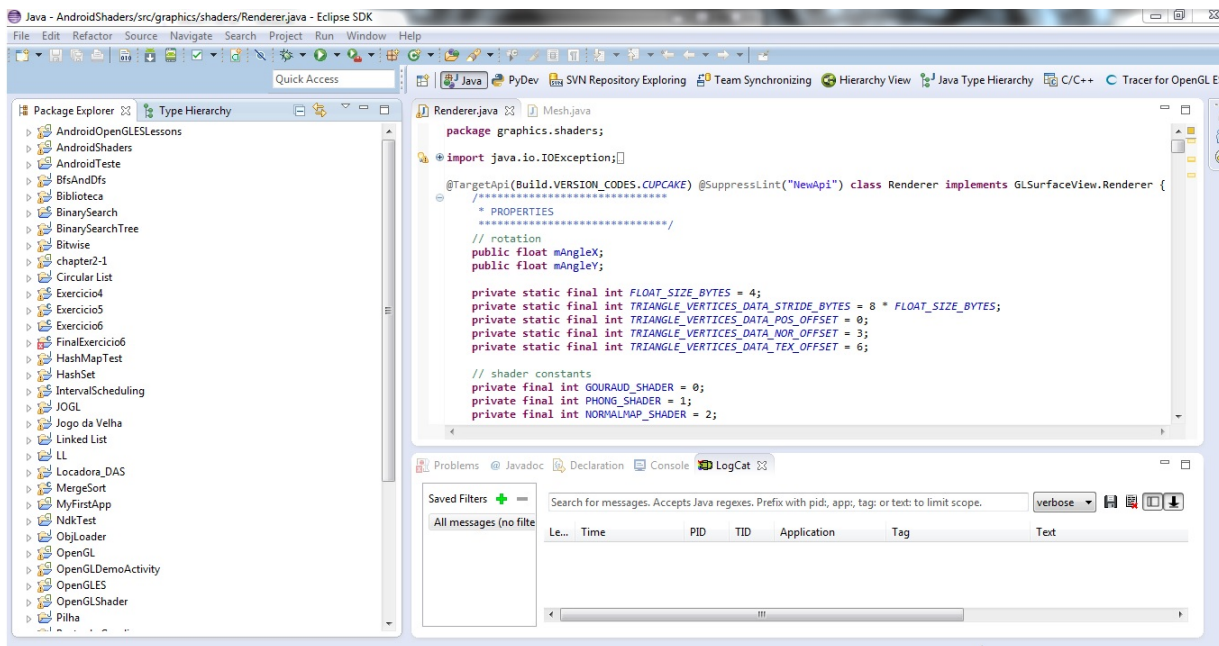 Java - AndroidShaders/src/graphics/shaders/Renderer.java - Eclipse SDK
File Edit Refactor Source Navigate Search Project Run Window Help
Quick Access
Java PyDev SVN Repository Exploring Team Synchronizing Hierarchy View Java Type Hierarchy C/C++ Tracer for OpenGL E
Package Explorer Type Hierarchy
AndroidOpenGLESLessons
AndroidShaders
AndroidTeste
BfsAndDfs
Biblioteca
BinarySearch
BinarySearchTree
Bitwise
chapter2-1
Circular List
Exercicio4
Exercicio5
Exercicio6
FinalExercicio6
HashMapTest
HashSet
IntervalScheduling
JOGL
Jogo da Velha
Linked List
LL
Locadora_DAS
MergeSort
MyFirstApp
NdkTest
ObjLoader
OpenGL
OpenGLDemoActivity
OpenGLES
OpenGLShader
Pilha
Renderer.java Mesh.java
package graphics.shaders;
import java.io.IOException;
@TargetApi(Build.VERSION_CODES.CUPCAKE) @SuppressLint("NewApi") class Renderer implements GLSurfaceView.Renderer {
/******************************
* PROPERTIES
******************************/
// rotation
public float mAngleX;
public float mAngleY;
private static final int FLOAT_SIZE_BYTES = 4;
private static final int TRIANGLE_VERTICES_DATA_STRIDE_BYTES = 8 * FLOAT_SIZE_BYTES;
private static final int TRIANGLE_VERTICES_DATA_POS_OFFSET = 0;
private static final int TRIANGLE_VERTICES_DATA_NOR_OFFSET = 3;
private static final int TRIANGLE_VERTICES_DATA_TEX_OFFSET = 6;
// shader constants
private final int GOURAUD_SHADER = 0;
private final int PHONG_SHADER = 1;
private final int NORMALMAP_SHADER = 2;
Problems @ Javadoc Declaration Console LogCat
Saved Filters
All messages (no filte
Search for messages. Accepts Java regexes. Prefix with pid:, app:, tag: or text: to limit scope.
verbose
Le... Time PID TID Application Tag Text